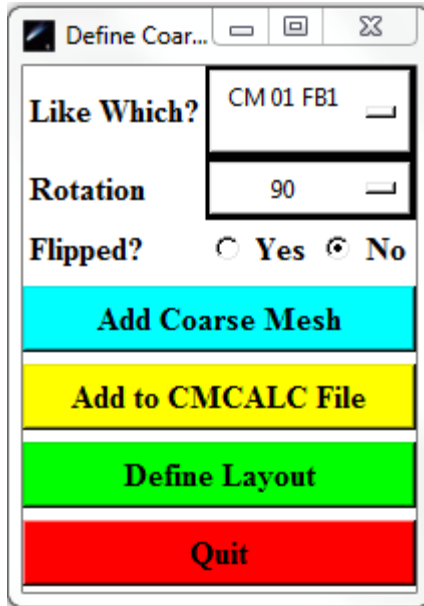 Define Coar...
Like Which? CM 01 FB1
Rotation 90
Flipped? Yes No
Add Coarse Mesh
Add to CMCALC File
Define Layout
Quit